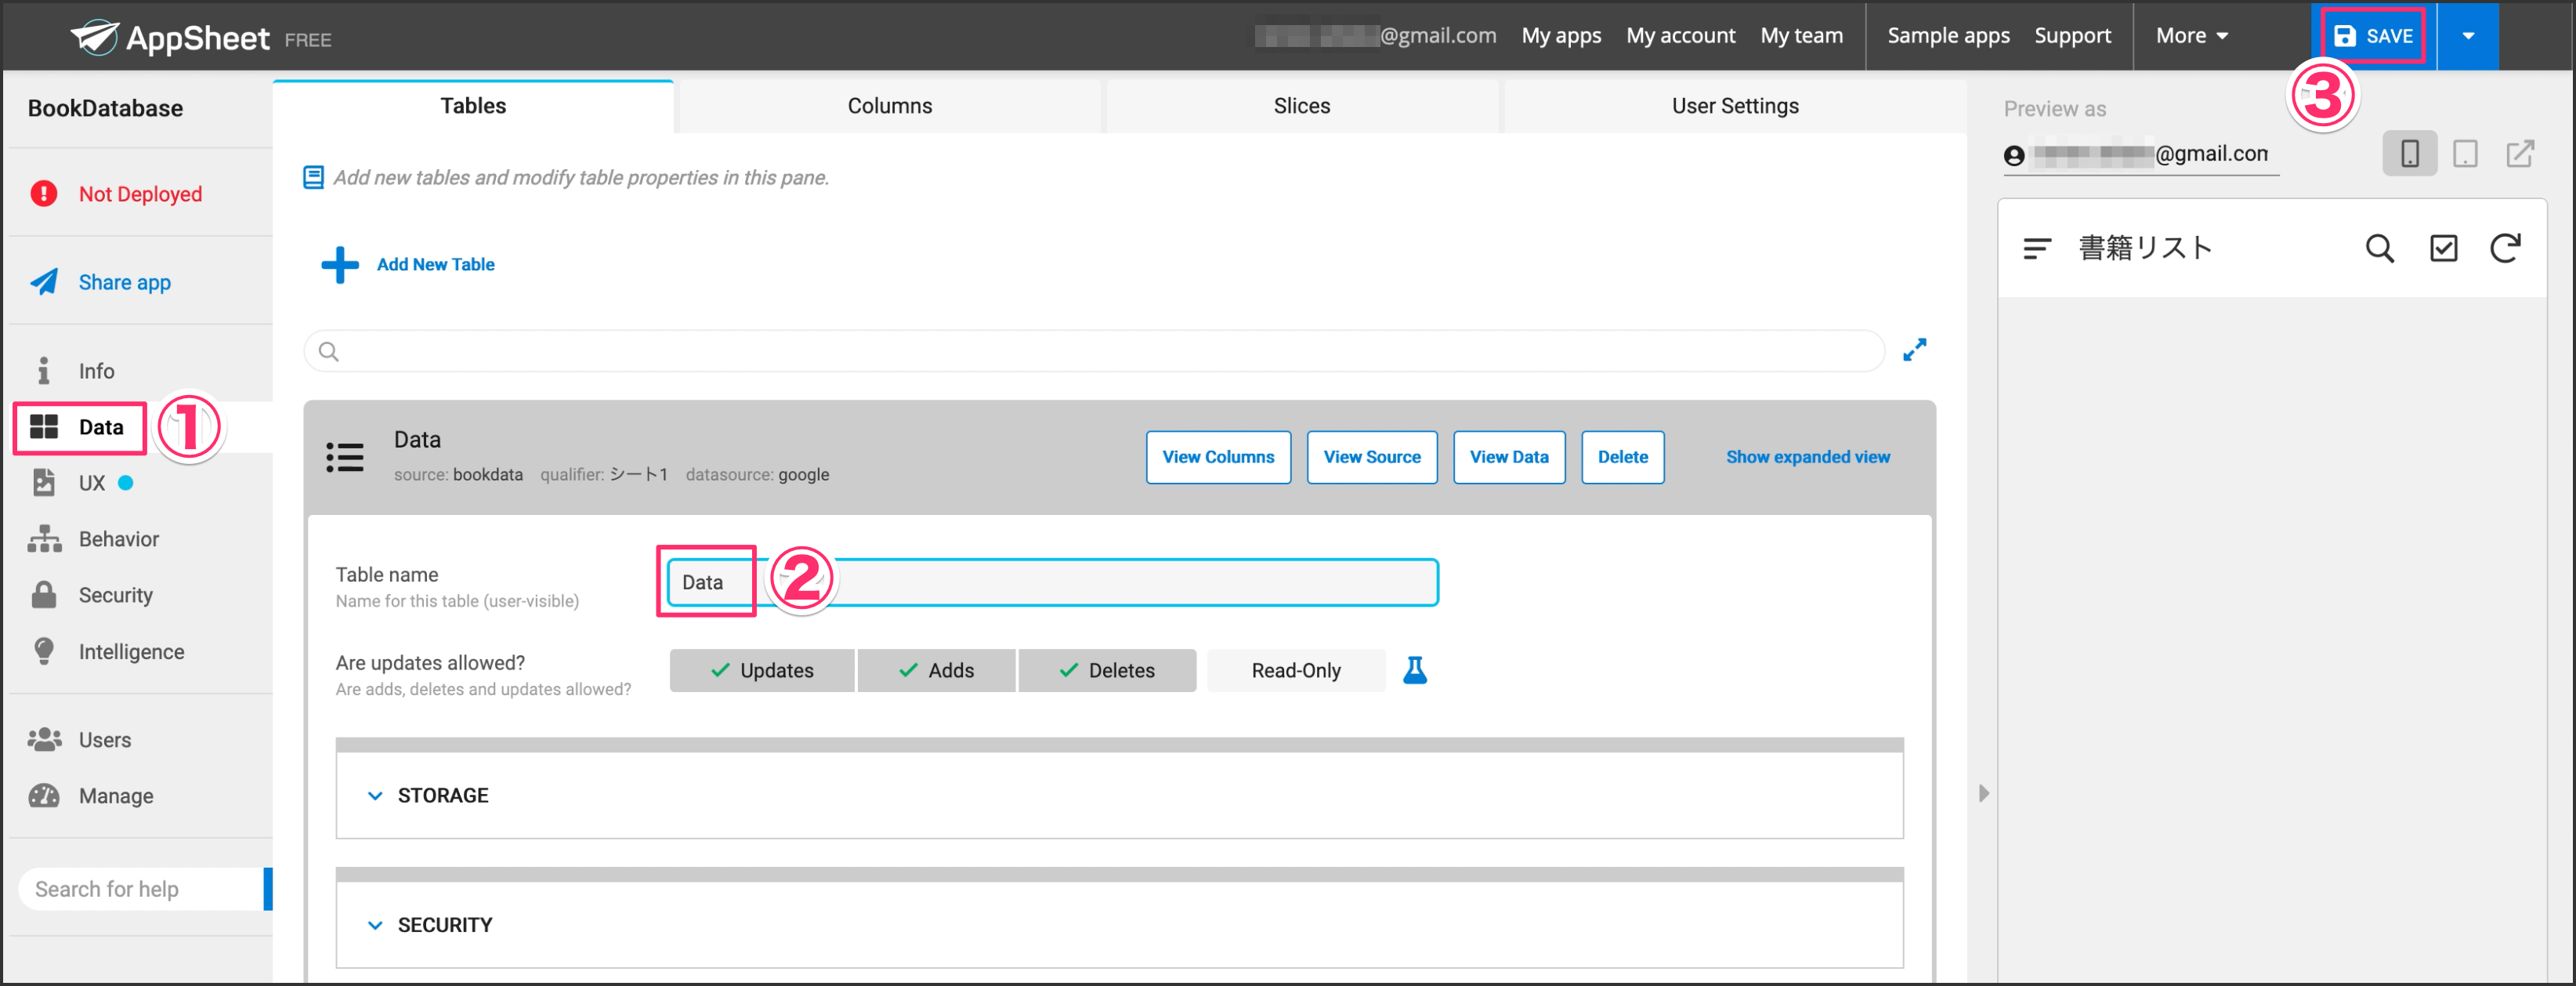 AppSheet FREE
@gmail.com My apps My account My team Sample apps Support More SAVE
③
BookDatabase
Not Deployed
Share app
Info
Data ①
UX
Behavior
Security
Intelligence
Users
Manage
Search for help
Tables Columns Slices User Settings
Add new tables and modify table properties in this pane.
Add New Table
Data
source: bookdata qualifier: シート1 datasource: google
View Columns View Source View Data Delete Show expanded view
Table name
Name for this table (user-visible)
Data ②
Are updates allowed?
Are adds, deletes and updates allowed?
Updates Adds Deletes Read-Only
STORAGE
SECURITY
Preview as
@gmail.con
書籍リスト